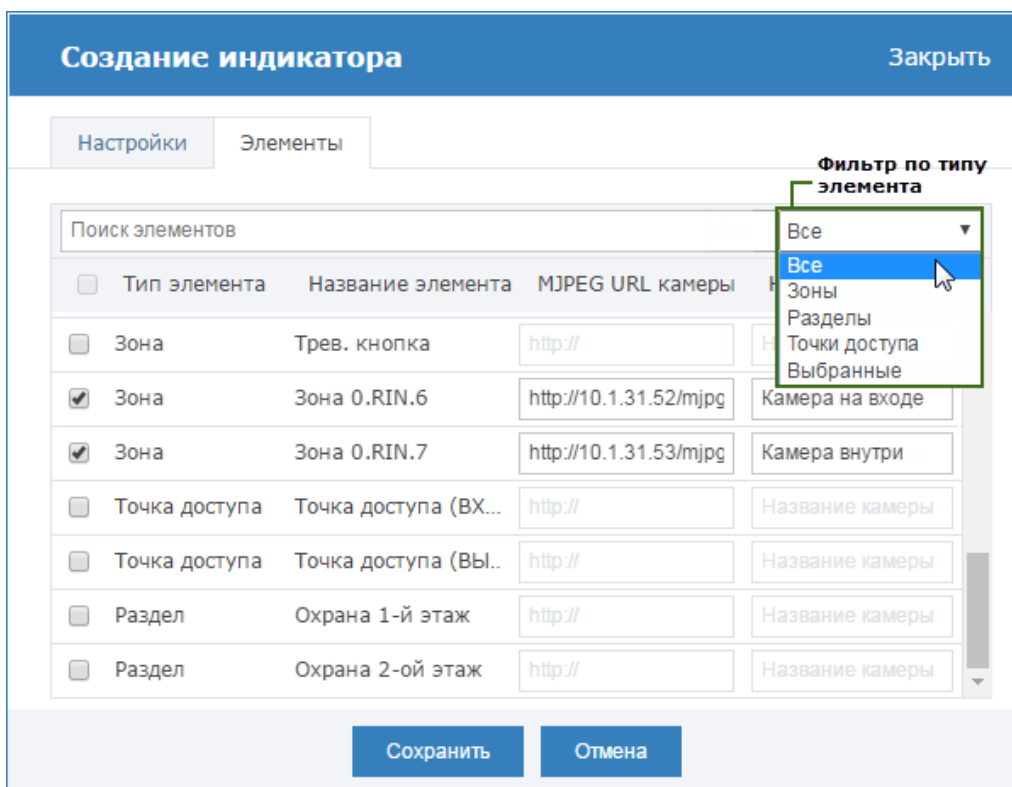 Создание индикатора
Закрыть
Настройки
Элементы
Фильтр по типу
элемента
Поиск элементов
Все
Все
Зоны
Разделы
Точки доступа
Выбранные
Тип элемента
Название элемента
MJPEG URL камеры
Зона
Трев. кнопка
http://
Зона
Зона 0.RIN.6
http://10.1.31.52/mjpg
Камера на входе
Зона
Зона 0.RIN.7
http://10.1.31.53/mjpg
Камера внутри
Точка доступа
Точка доступа (ВХ...
http://
Название камеры
Точка доступа
Точка доступа (ВЫ..
http://
Название камеры
Раздел
Охрана 1-й этаж
http://
Название камеры
Раздел
Охрана 2-ой этаж
http://
Название камеры
Сохранить
Отмена